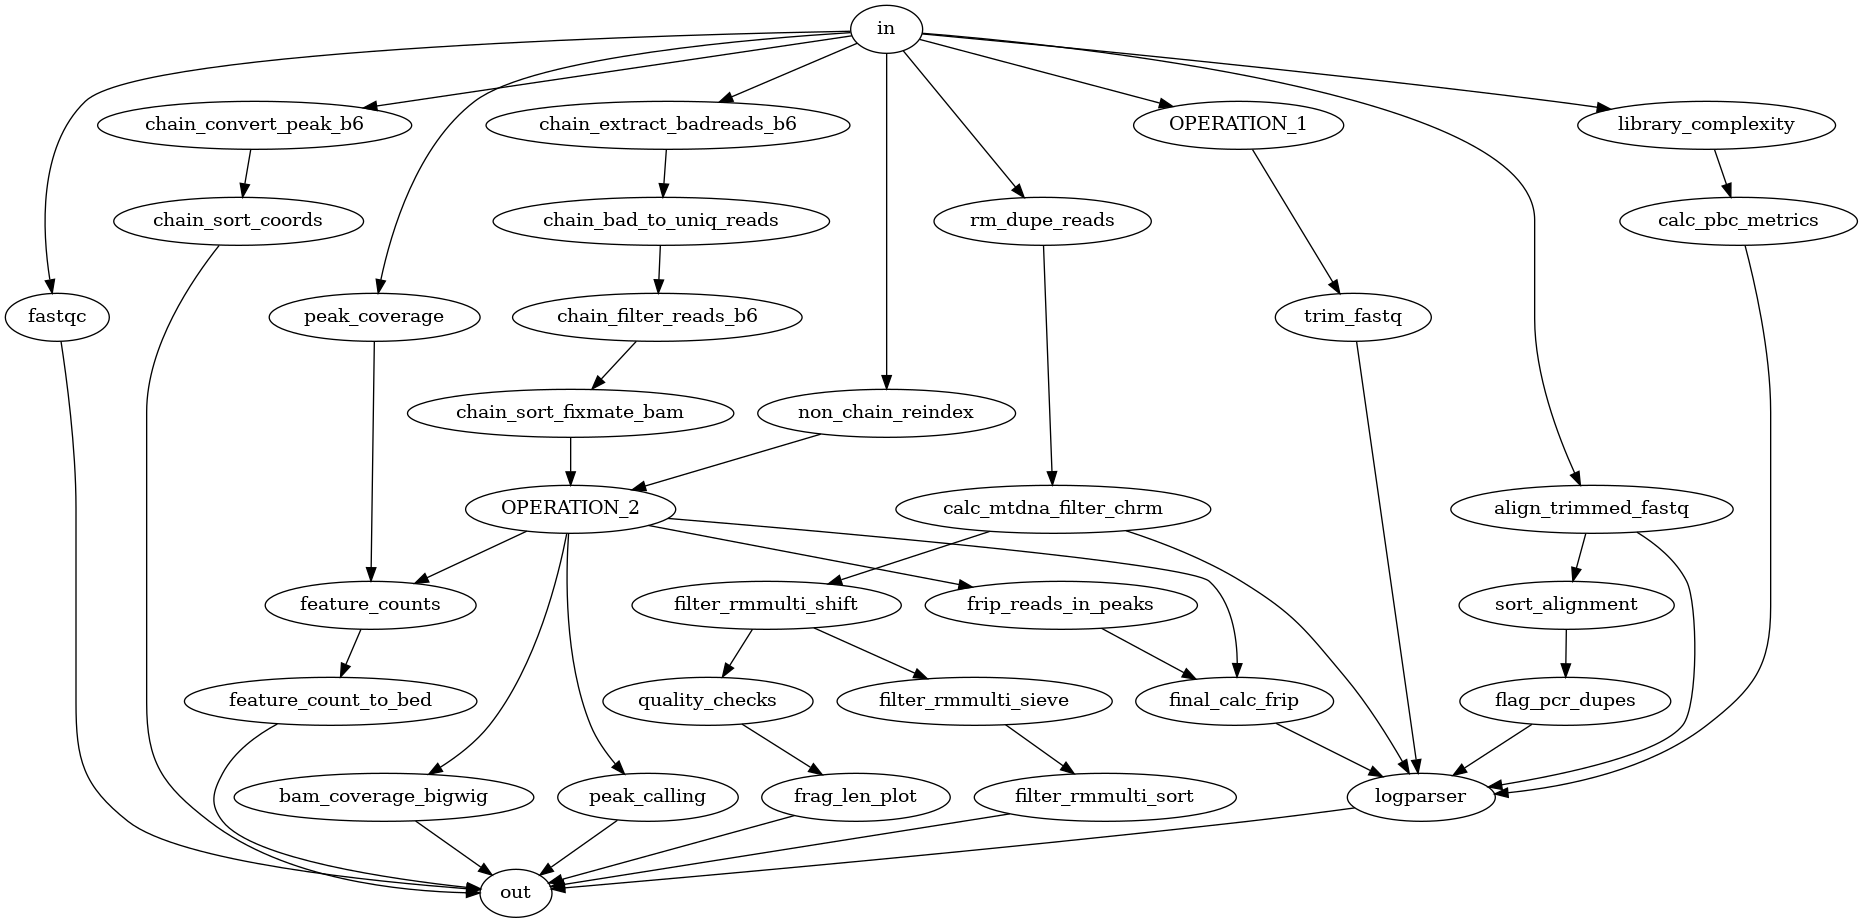 in
chain_convert_peak_b6
chain_extract_badreads_b6
OPERATION_1
library_complexity
chain_sort_coords
chain_bad_to_uniq_reads
rm_dupe_reads
calc_pbc_metrics
fastqc
peak_coverage
chain_filter_reads_b6
trim_fastq
chain_sort_fixmate_bam
non_chain_reindex
OPERATION_2
calc_mtdna_filter_chrm
align_trimmed_fastq
feature_counts
filter_rmmulti_shift
frip_reads_in_peaks
sort_alignment
feature_count_to_bed
quality_checks
filter_rmmulti_sieve
final_calc_frip
flag_pcr_dupes
bam_coverage_bigwig
peak_calling
frag_len_plot
filter_rmmulti_sort
logparser
out